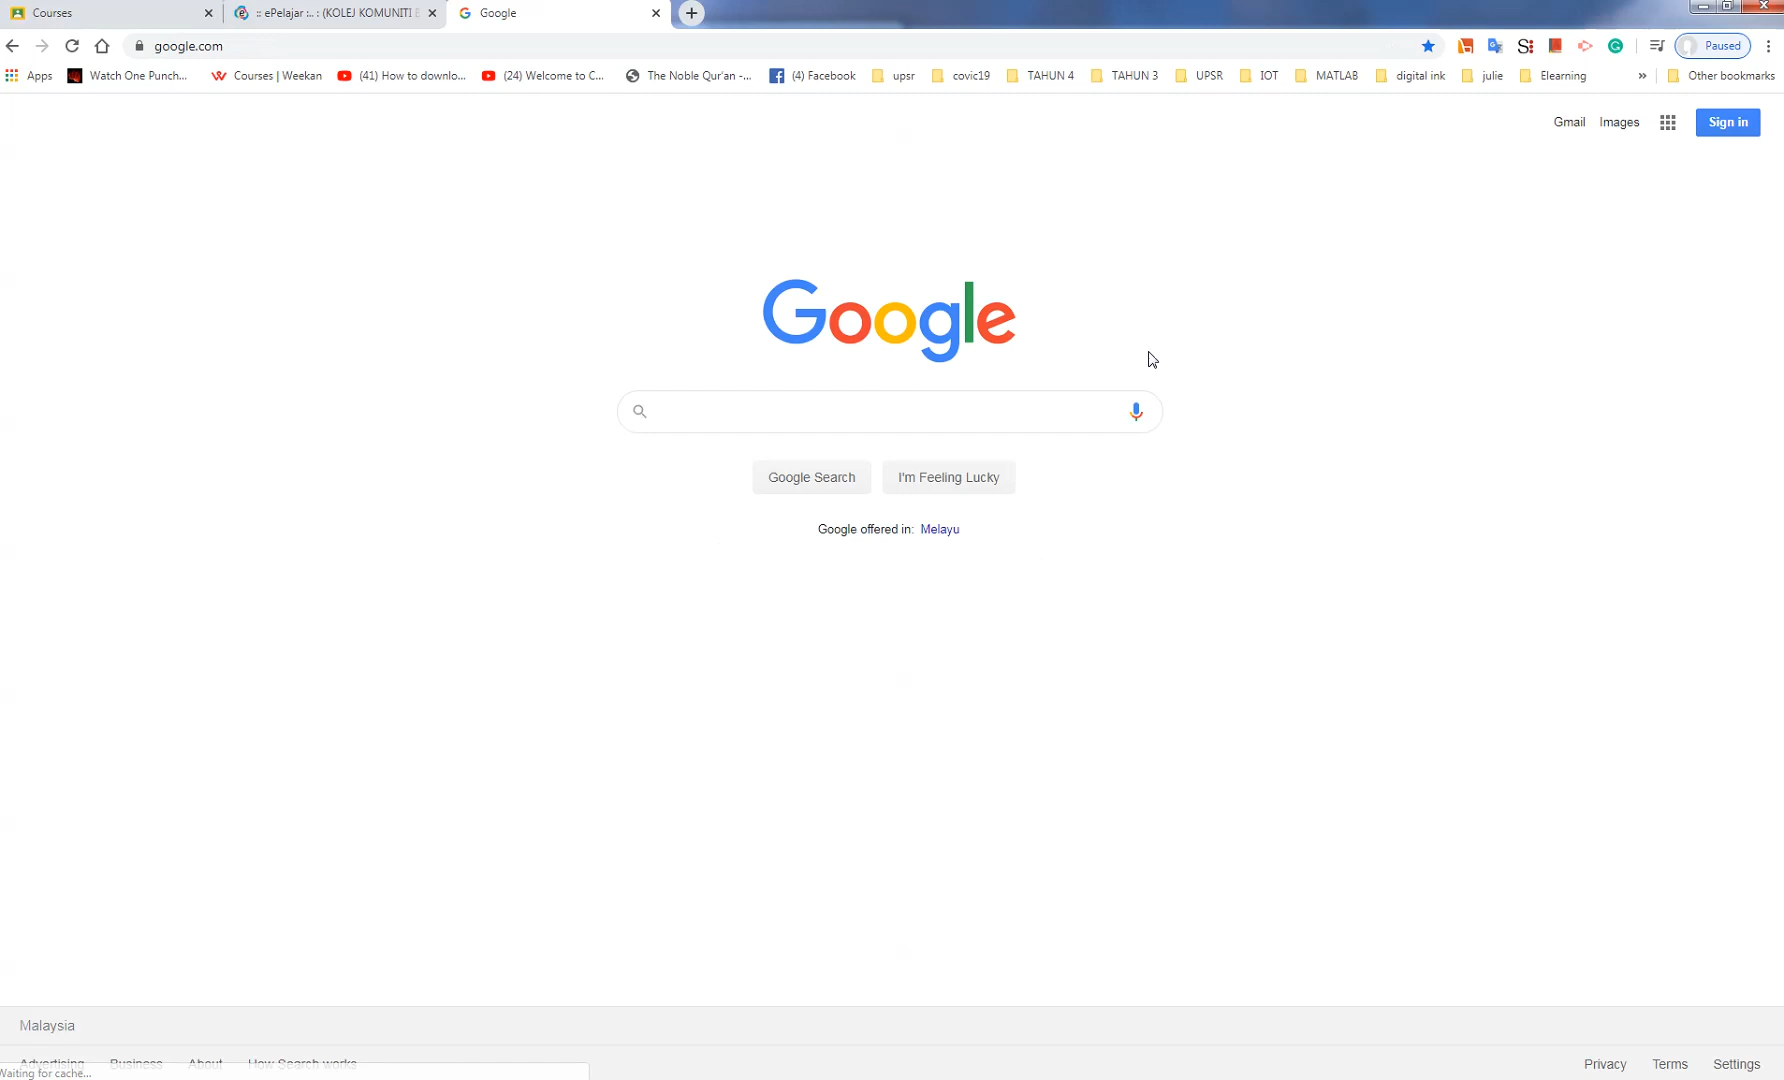 Courses
:: ePelajar :.. : (KOLEJ KOMUNITI
Google
google.com
Paused
Apps
Watch One Punch...
Courses | Weekan
(41) How to downlo...
(24) Welcome to C...
The Noble Qur'an -...
(4) Facebook
upsr
covic19
TAHUN 4
TAHUN 3
UPSR
IOT
MATLAB
digital ink
julie
Elearning
»
Other bookmarks
Gmail
Images
Sign in
Google
Google Search
I'm Feeling Lucky
Google offered in: Melayu
Malaysia
Advertising
Business
About
How Search works
Privacy
Terms
Settings
Waiting for cache...